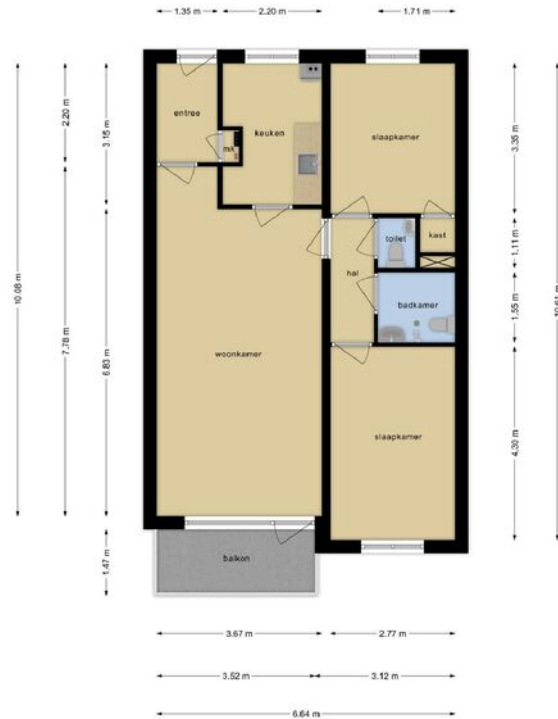 1.35 m
2.20 m
1.71 m
2.20 m
3.15 m
3.35 m
entree
keuken
mk
slaapkamer
toilet
kast
1.11 m
hal
badkamer
1.55 m
10.08 m
7.78 m
6.83 m
woonkamer
slaapkamer
4.30 m
balkon
1.47 m
3.67 m
2.77 m
3.52 m
3.12 m
6.64 m